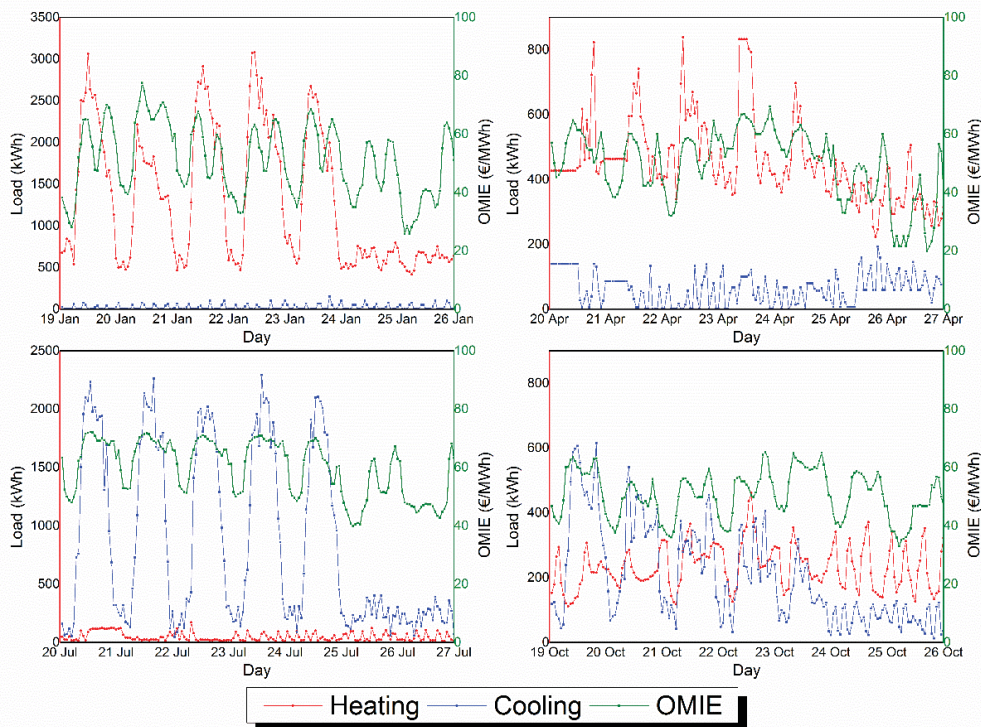 3500
3000
2500
2000
1500
1000
500
0
Load (kWh)
100
80
60
40
20
0
OMIE (€/MWh)
19 Jan 20 Jan 21 Jan 22 Jan 23 Jan 24 Jan 25 Jan 26 Jan
Day
800
600
400
200
0
Load (kWh)
100
80
60
40
20
0
OMIE (€/MWh)
20 Apr 21 Apr 22 Apr 23 Apr 24 Apr 25 Apr 26 Apr 27 Apr
Day
2500
2000
1500
1000
500
0
Load (kWh)
100
80
60
40
20
0
OMIE (€/MWh)
20 Jul 21 Jul 22 Jul 23 Jul 24 Jul 25 Jul 26 Jul 27 Jul
Day
800
600
400
200
0
Load (kWh)
100
80
60
40
20
0
OMIE (€/MWh)
19 Oct 20 Oct 21 Oct 22 Oct 23 Oct 24 Oct 25 Oct 26 Oct
Day
Heating Cooling OMIE